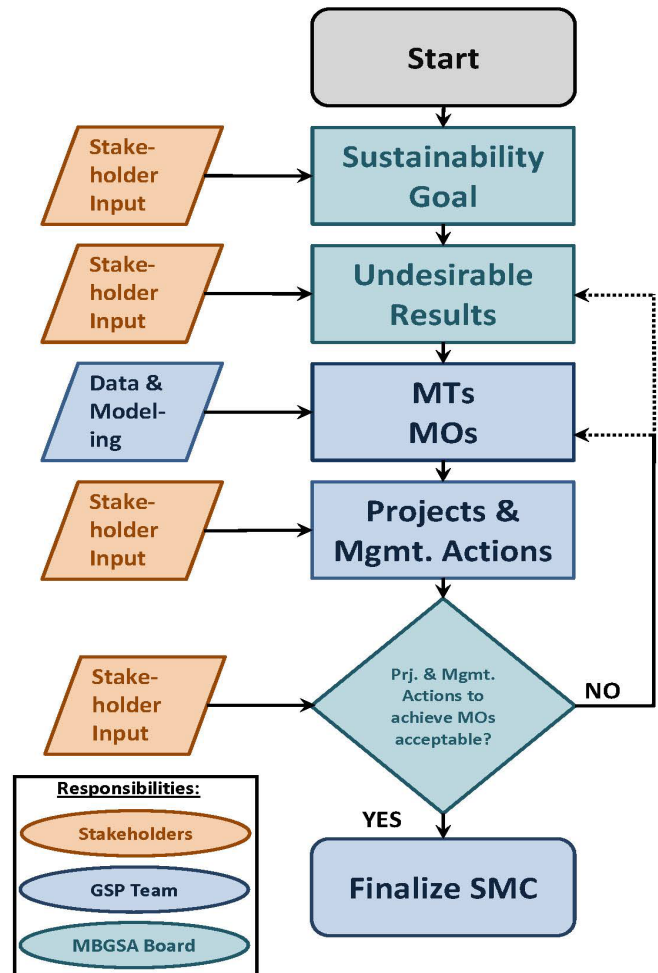 Start
Stake-
holder
Input
Sustainability
Goal
Stake-
holder
Input
Undesirable
Results
Data &
Model-
ing
MTs
MOs
Stake-
holder
Input
Projects &
Mgmt. Actions
Stake-
holder
Input
Prj. & Mgmt.
Actions to
achieve MOs
acceptable?
NO
YES
Finalize SMC
Responsibilities:
Stakeholders
GSP Team
MBGSA Board